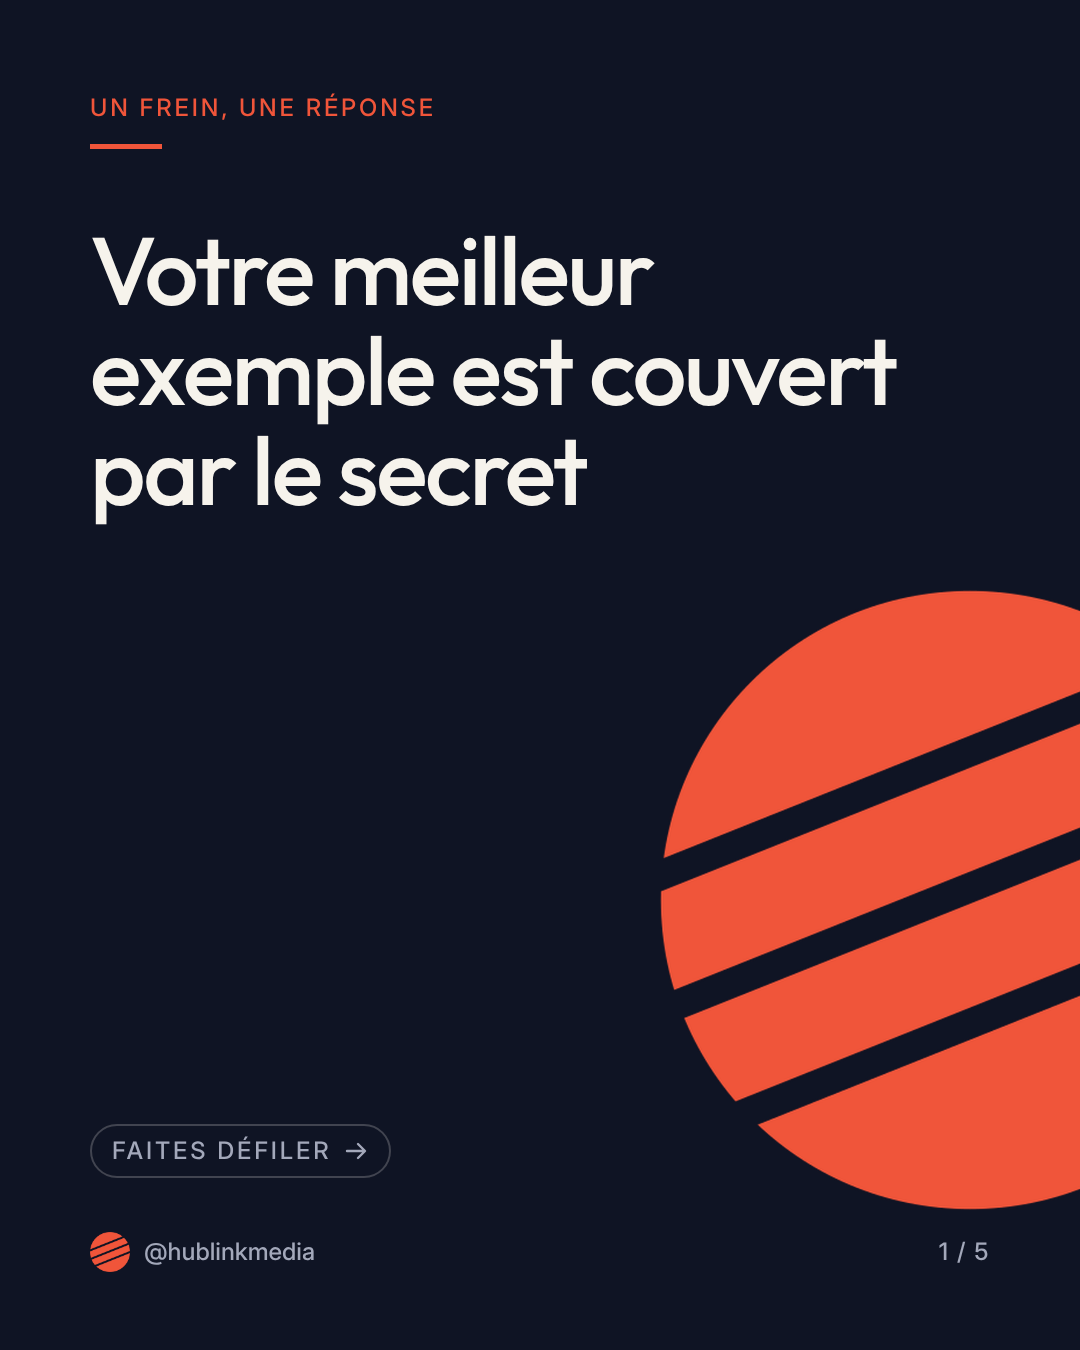 UN FREIN, UNE RÉPONSE
Votre meilleur
exemple est couvert
par le secret
FAITES DÉFILER →
@hublinkmedia
1 / 5